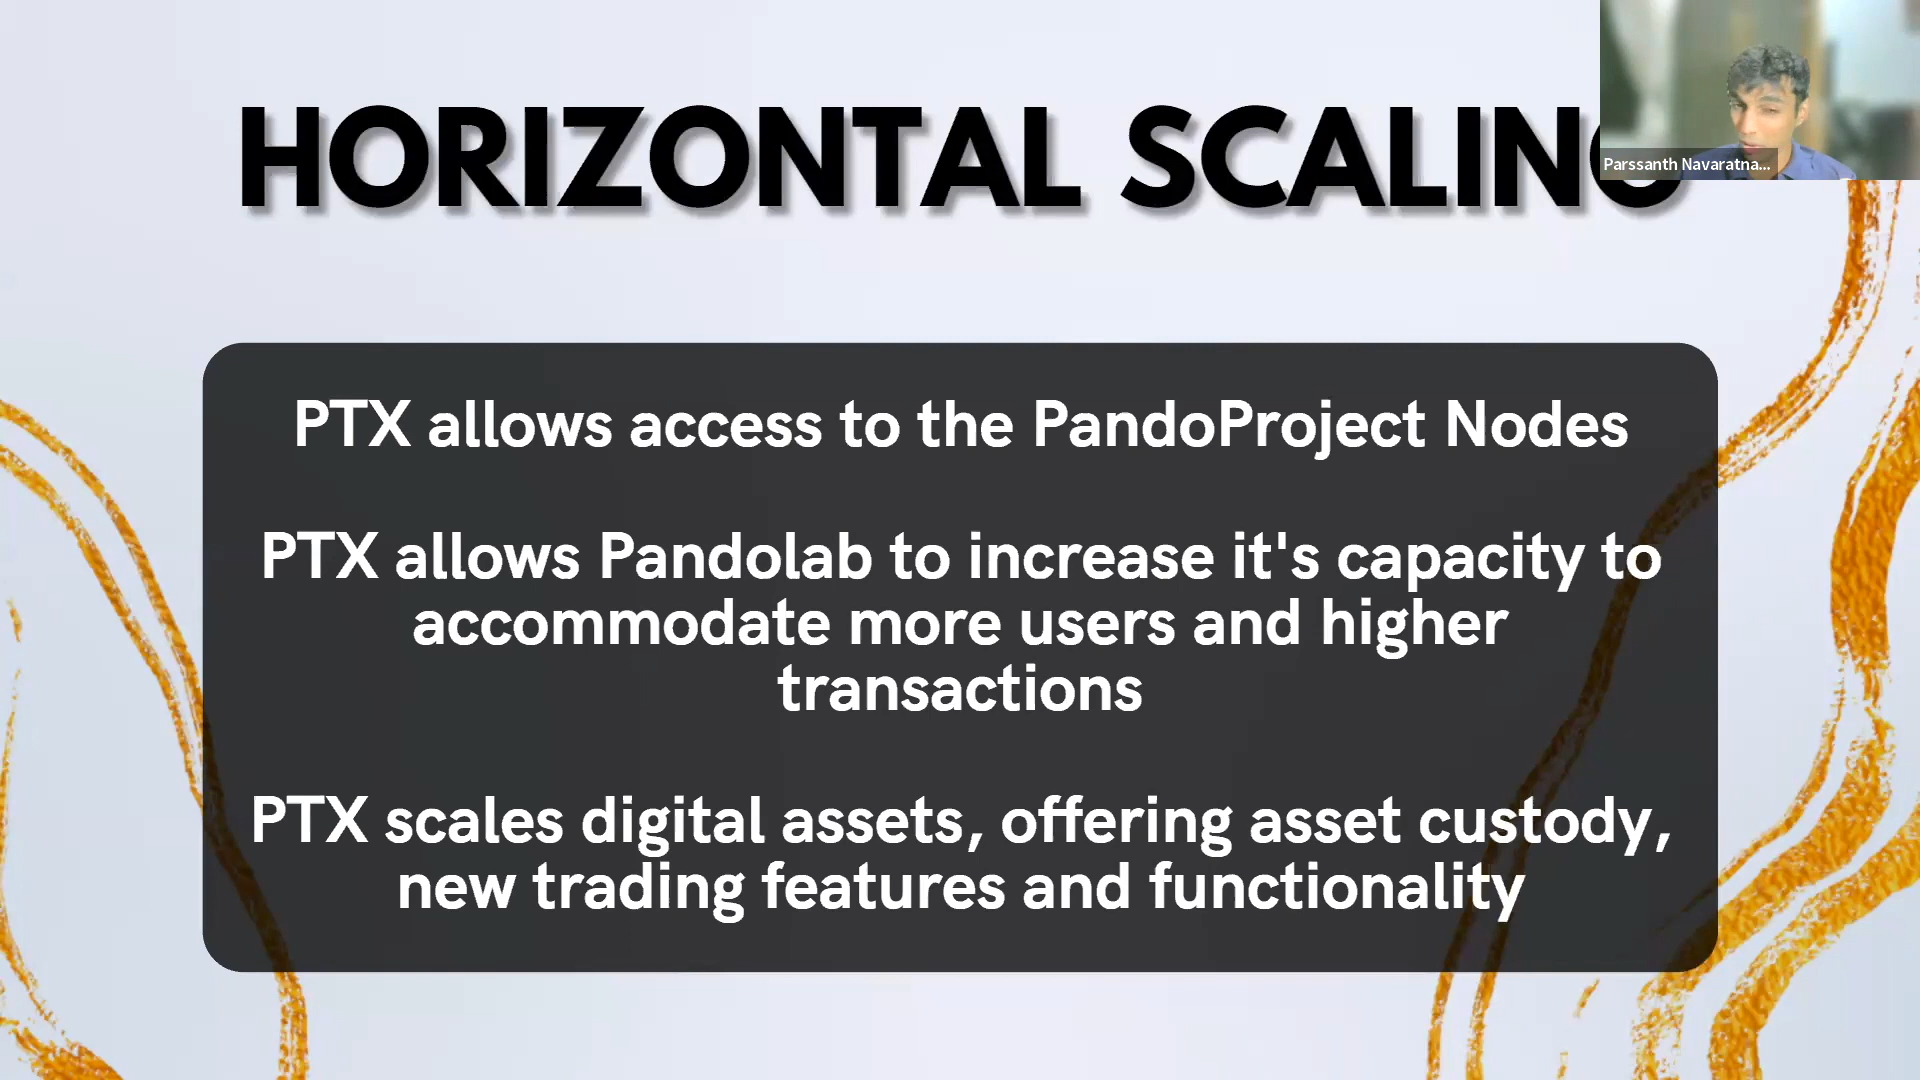 HORIZONTAL SCALING
Parssanth Navaratna...
PTX allows access to the PandoProject Nodes
PTX allows Pandolab to increase it's capacity to
accommodate more users and higher
transactions
PTX scales digital assets, offering asset custody,
new trading features and functionality